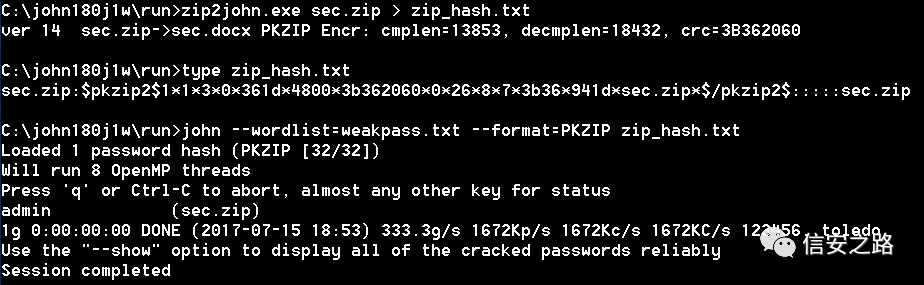 C:\john180j1w\run>zip2john.exe sec.zip > zip_hash.txt
ver 14  sec.zip->sec.docx PKZIP Encr: cmplen=13853, decmplen=18432, crc=3B362060
C:\john180j1w\run>type zip_hash.txt
sec.zip:$pkzip2$1*1*3*0*361d*4800*3b362060*0*26*8*7*3b36*941d*sec.zip*$/pkzip2$:::::sec.zip
C:\john180j1w\run>john --wordlist=weakpass.txt --format=PKZIP zip_hash.txt
Loaded 1 password hash (PKZIP [32/32])
Will run 8 OpenMP threads
Press 'q' or Ctrl-C to abort, almost any other key for status
admin            (sec.zip)
1g 0:00:00:00 DONE (2017-07-15 18:53) 333.3g/s 1672Kp/s 1672Kc/s 1672KC/s 123456..toledo
Use the "--show" option to display all of the cracked passwords reliably
Session completed
信安之路